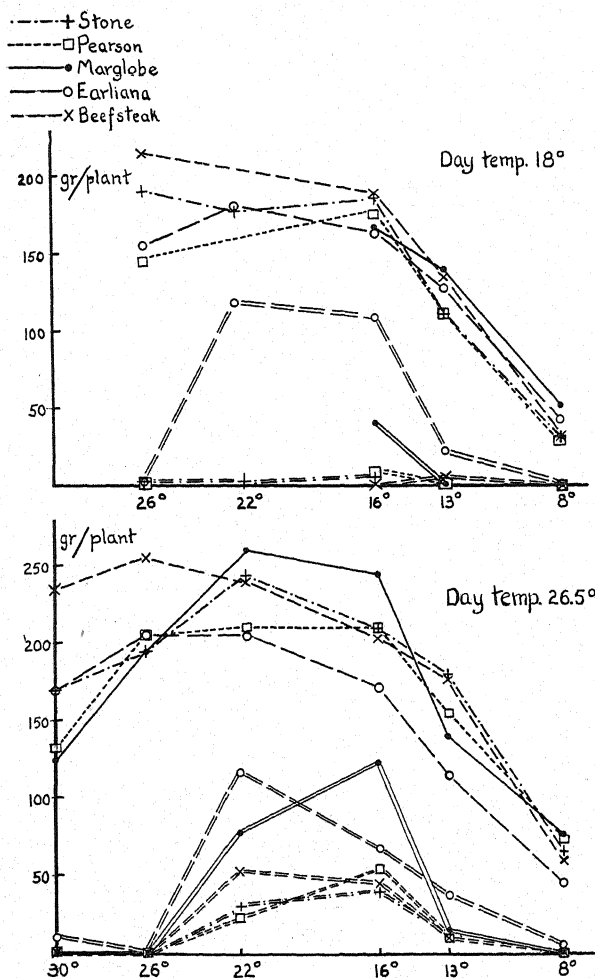 Stone
Pearson
Marglobe
Earliana
Beefsteak
Day temp. 18°
gr/plant
200
150
100
50
26° 22° 16° 13° 8°
gr/plant
250
Day temp. 26.5°
200
150
100
50
30° 26° 22° 16° 13° 8°